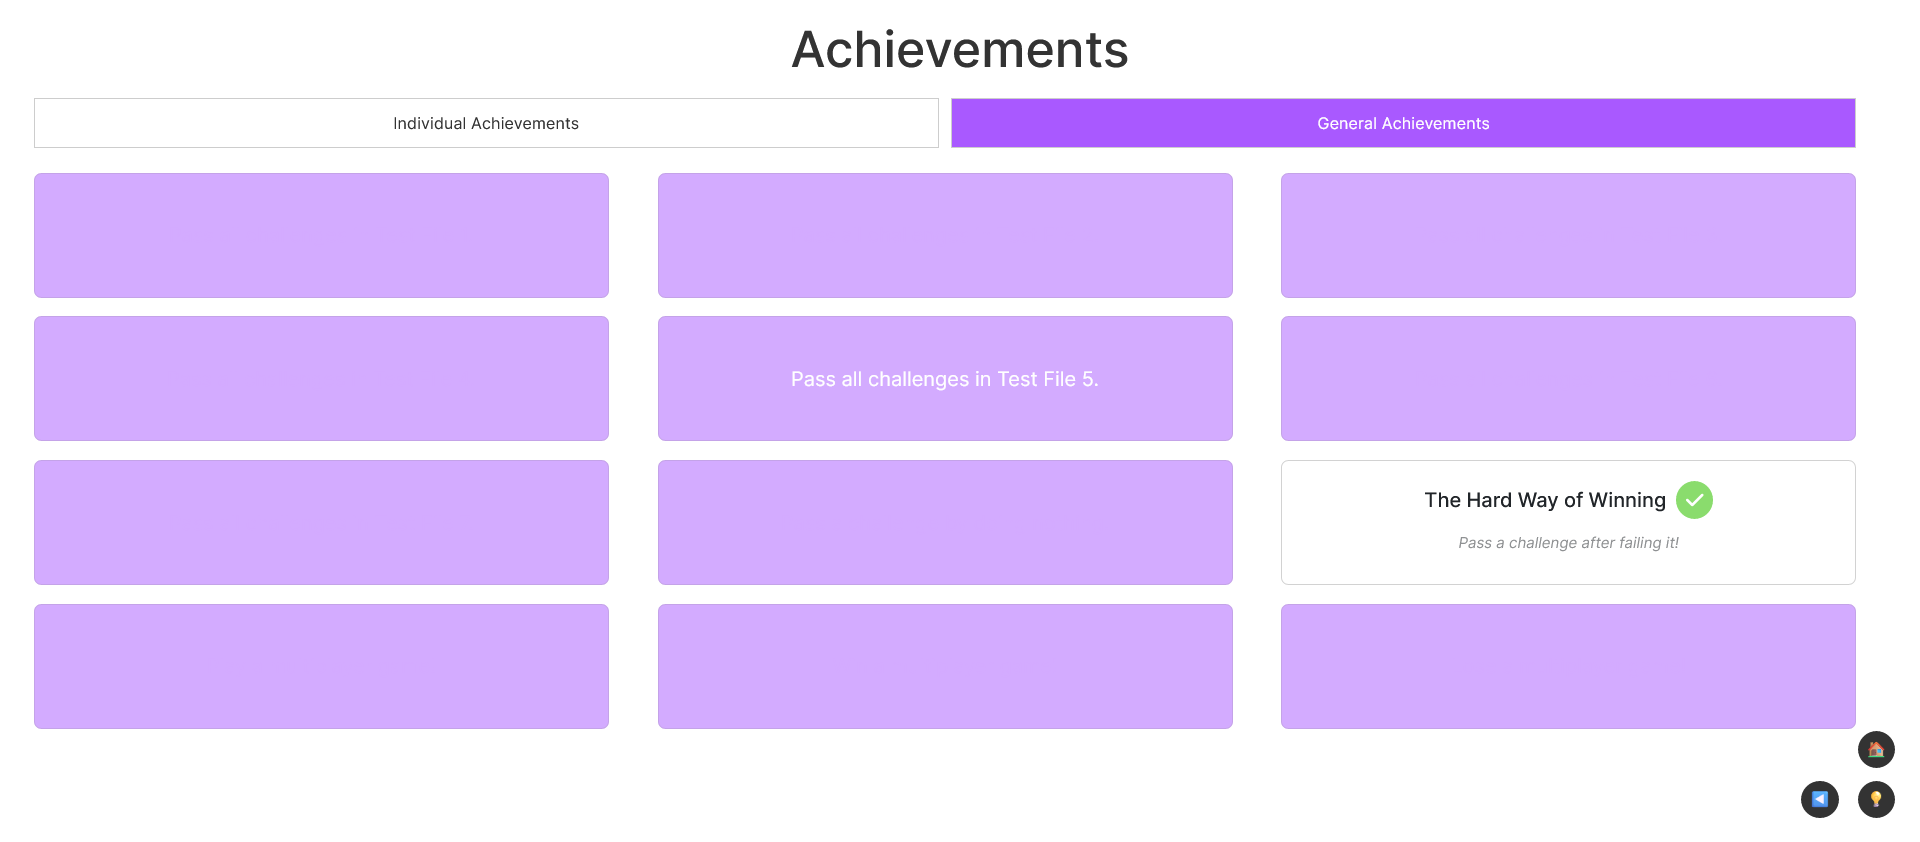 Achievements
Individual Achievements
General Achievements
Pass all challenges in Test File 5.
The Hard Way of Winning
Pass a challenge after failing it!